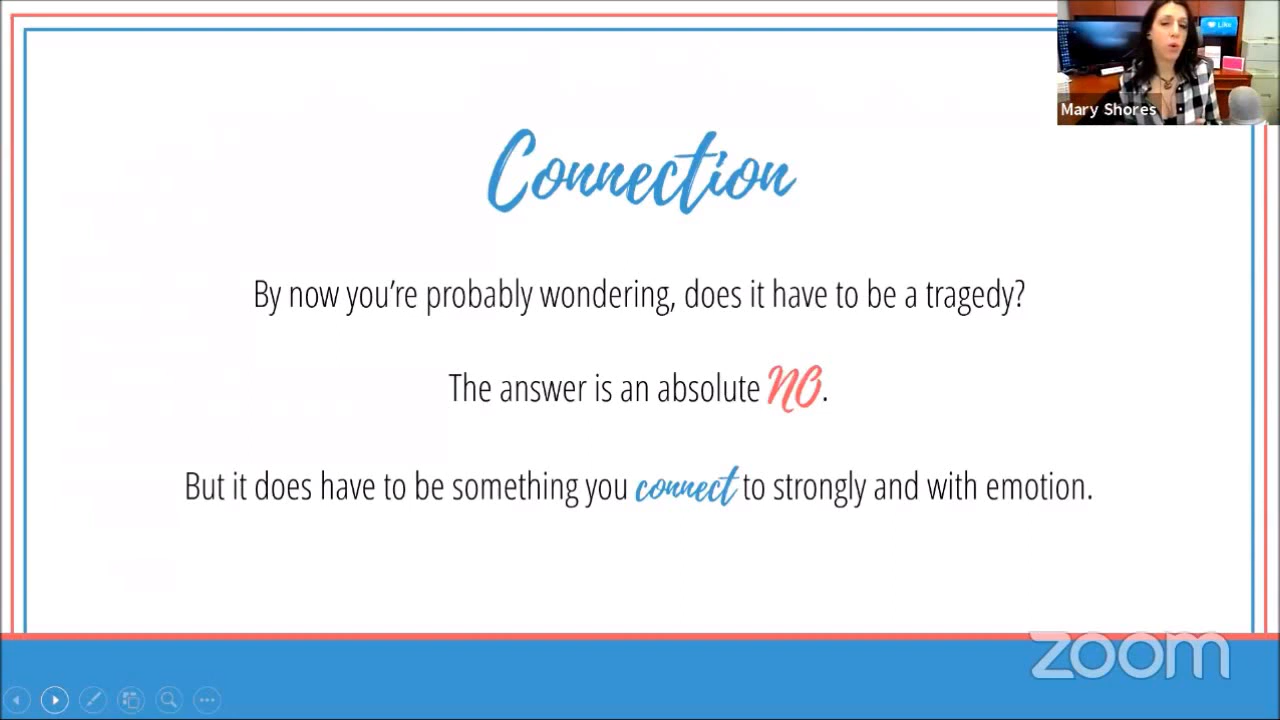 Like
Mary Shores
Connection
By now you're probably wondering, does it have to be a tragedy?
The answer is an absolute NO.
But it does have to be something you connect to strongly and with emotion.
zoom